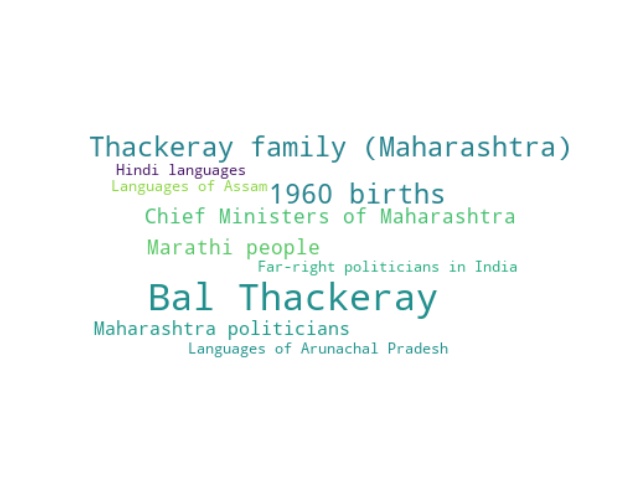 Thackeray family (Maharashtra)
Hindi languages
Languages of Assam
1960 births
Chief Ministers of Maharashtra
Marathi people
Far-right politicians in India
Bal Thackeray
Maharashtra politicians
Languages of Arunachal Pradesh